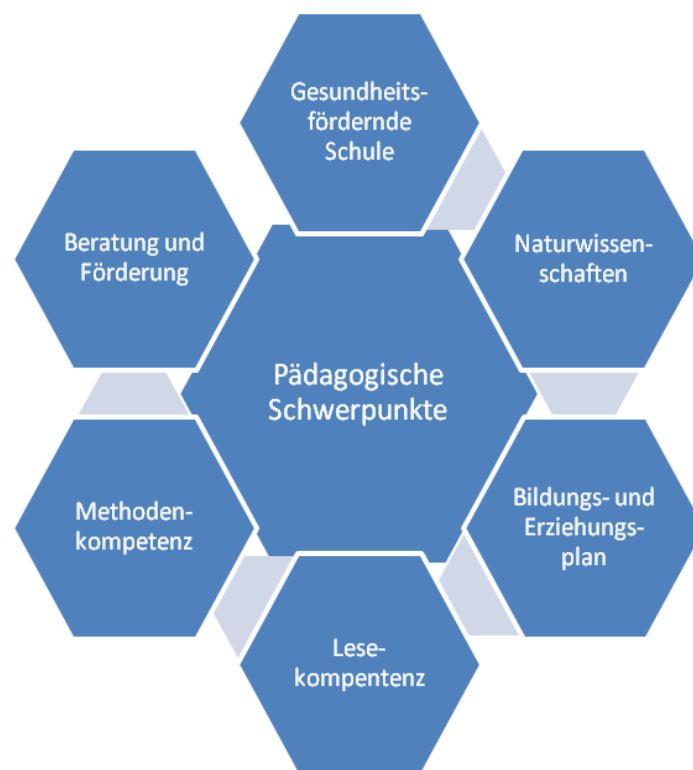 Gesundheits-
fördernde
Schule
Beratung und
Förderung
Naturwissen-
schaften
Pädagogische
Schwerpunkte
Methoden-
kompetenz
Bildungs- und
Erziehungs-
plan
Lese-
kompentenz